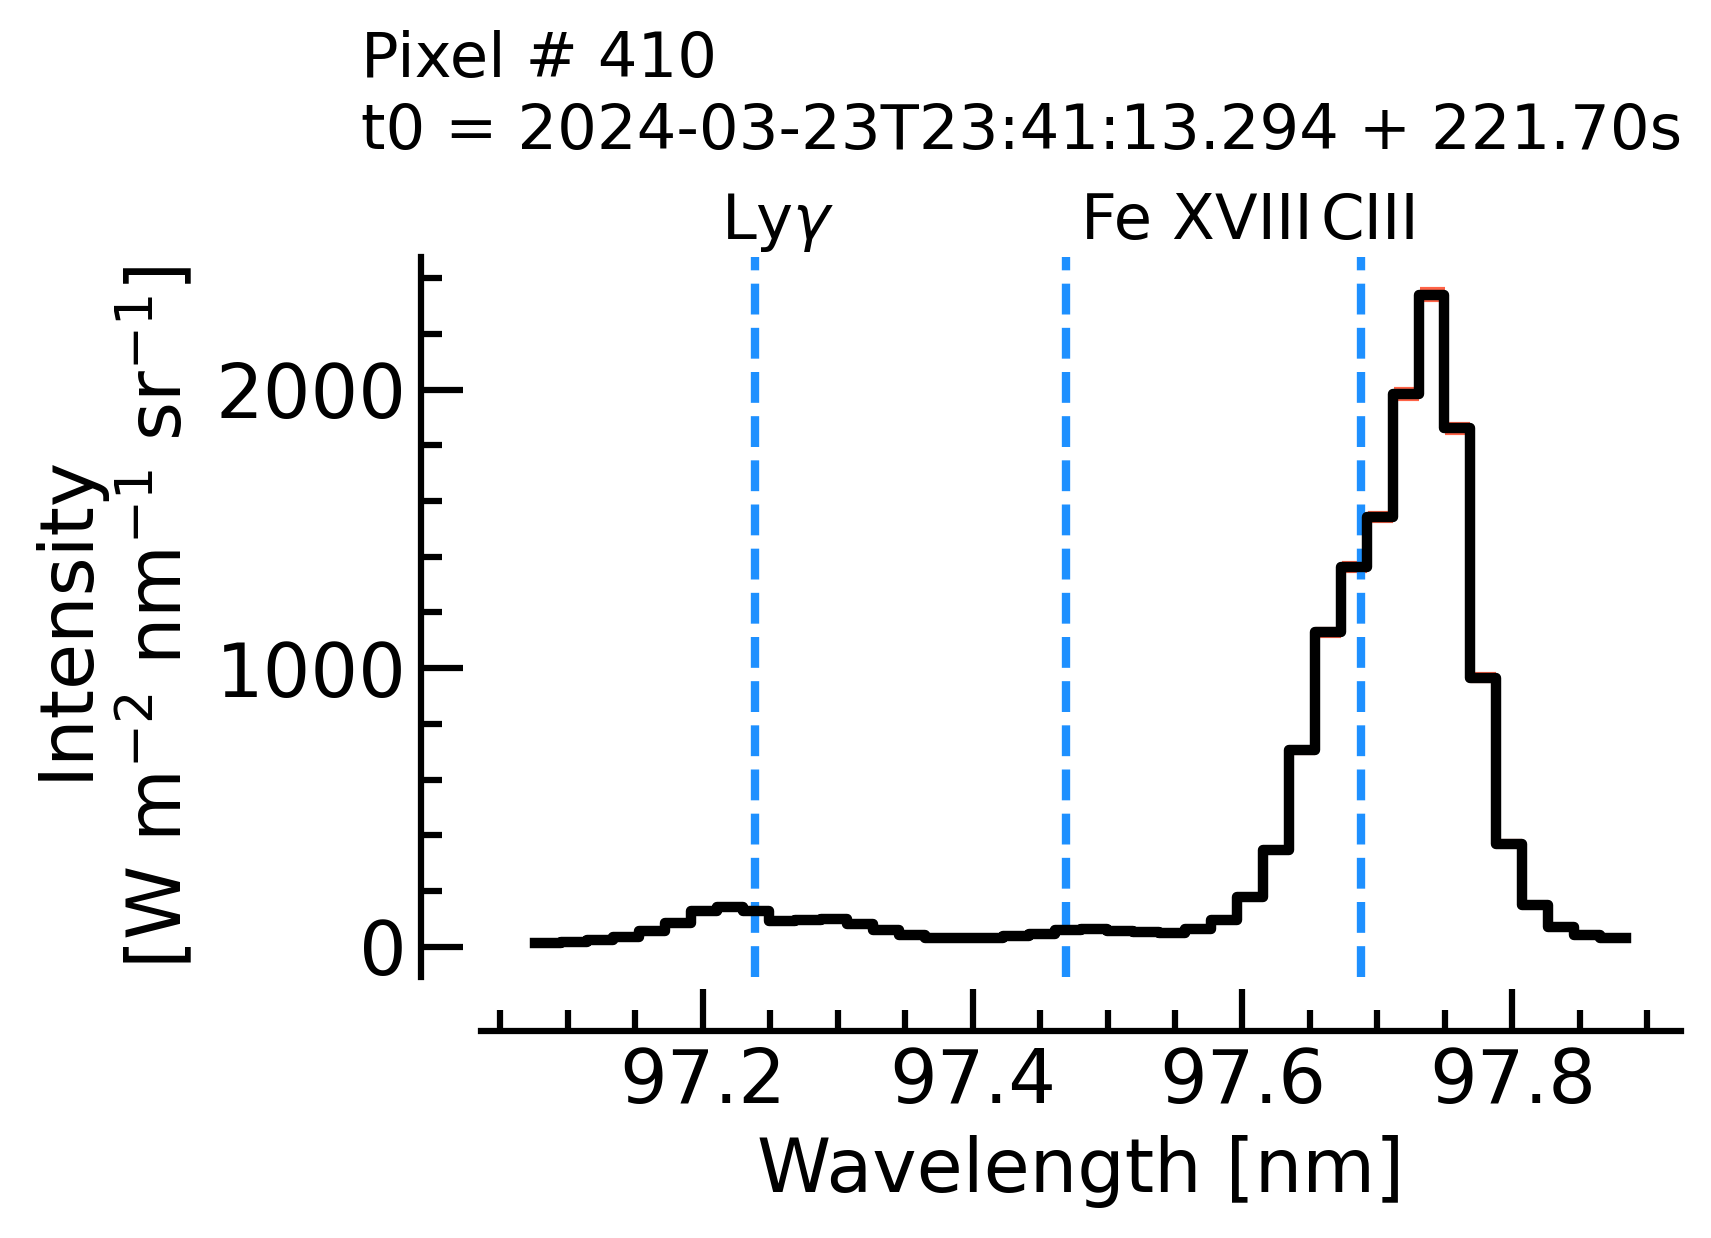 Pixel # 410
t0 = 2024-03-23T23:41:13.294 + 221.70s
Lyγ Fe XVIII CIII
Intensity
[W m⁻² nm⁻¹ sr⁻¹]
2000
1000
0
97.2 97.4 97.6 97.8
Wavelength [nm]